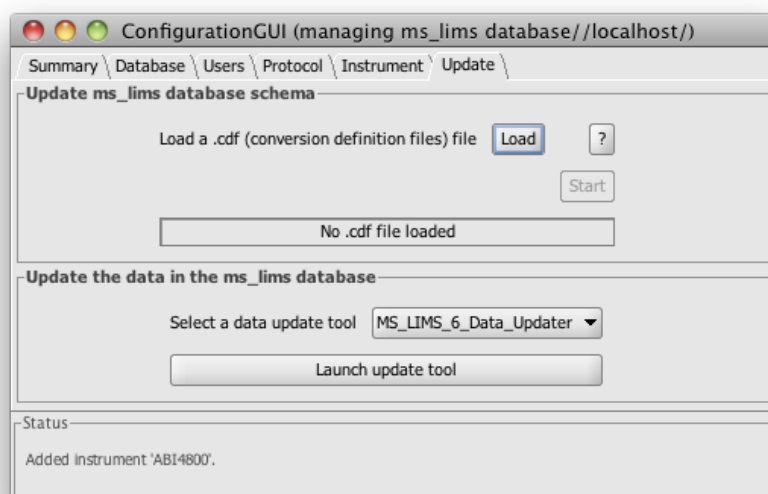 ConfigurationGUI (managing ms_lims database//localhost/)
Summary Database Users Protocol Instrument Update
Update ms_lims database schema
Load a .cdf (conversion definition files) file Load ?
Start
No .cdf file loaded
Update the data in the ms_lims database
Select a data update tool MS_LIMS_6_Data_Updater
Launch update tool
Status
Added instrument 'ABI4800'.